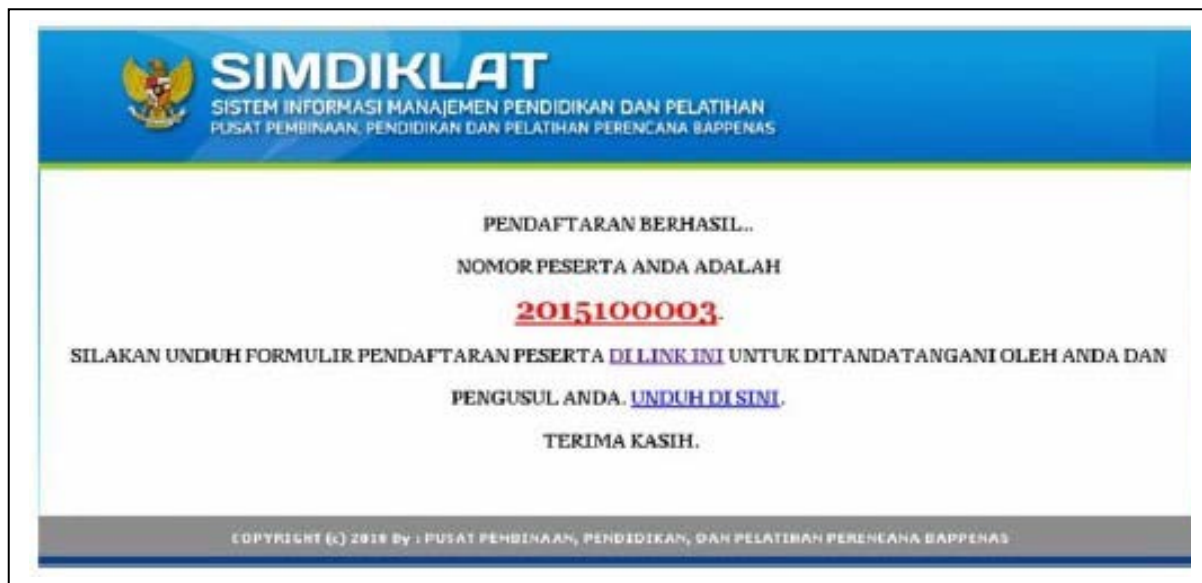 SIMDIKLAT
SISTEM INFORMASI MANAJEMEN PENDIDIKAN DAN PELATIHAN
PUSAT PEMBINAAN, PENDIDIKAN DAN PELATIHAN PERENCANA BAPPENAS
PENDAFTARAN BERHASIL..
NOMOR PESERTA ANDA ADALAH
2015100003.
SILAKAN UNDUH FORMULIR PENDAFTARAN PESERTA DI LINK INI UNTUK DITANDATANGANI OLEH ANDA DAN
PENGUSUL ANDA. UNDUH DI SINI.
TERIMA KASIH.
COPYRIGHT (c) 2010 By : PUSAT PEMBINAAN, PENDIDIKAN, DAN PELATIHAN PERENCANA BAPPENAS